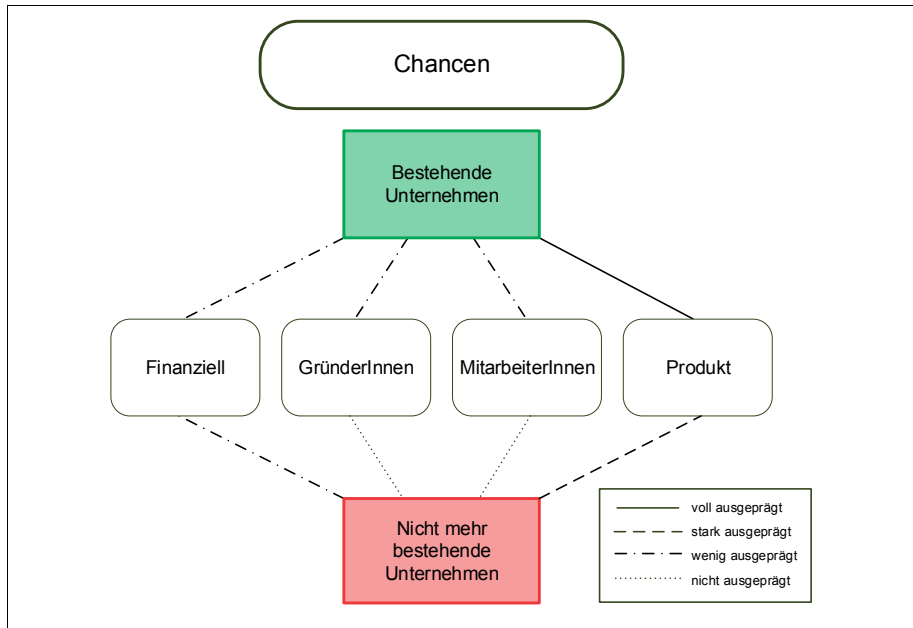 Chancen
Bestehende
Unternehmen
Finanziell
GründerInnen
MitarbeiterInnen
Produkt
Nicht mehr
bestehende
Unternehmen
voll ausgeprägt
stark ausgeprägt
wenig ausgeprägt
nicht ausgeprägt